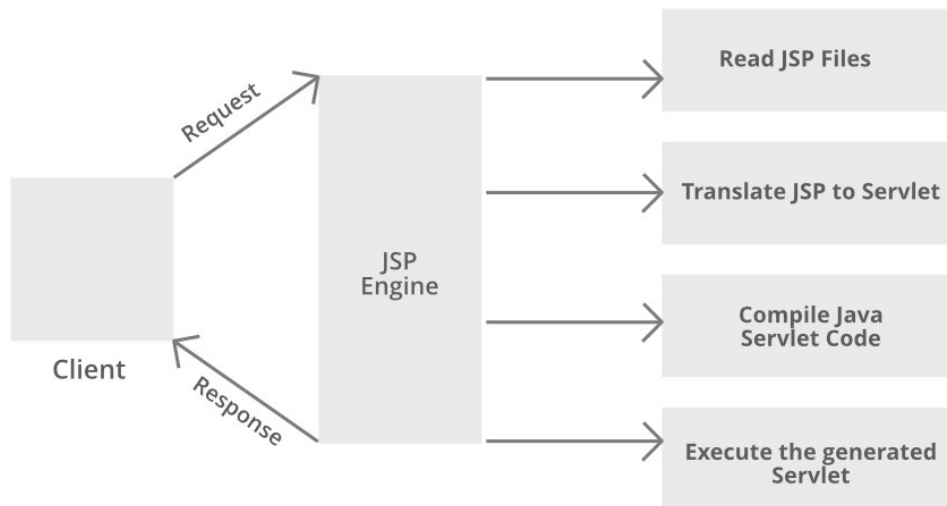 Request
Client
Response
JSP
Engine
Read JSP Files
Translate JSP to Servlet
Compile Java
Servlet Code
Execute the generated
Servlet